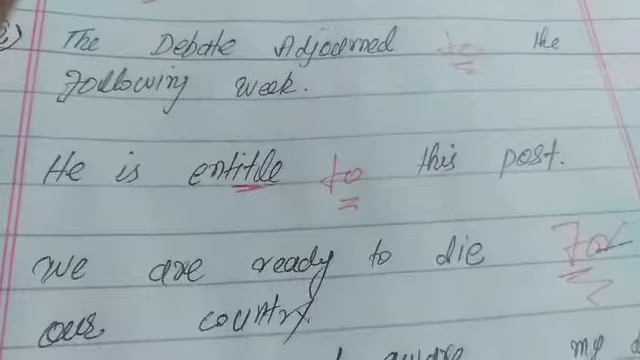 The Debate Adjourned to the
following week.
He is entitle to this post.
We are ready to die For
our country.